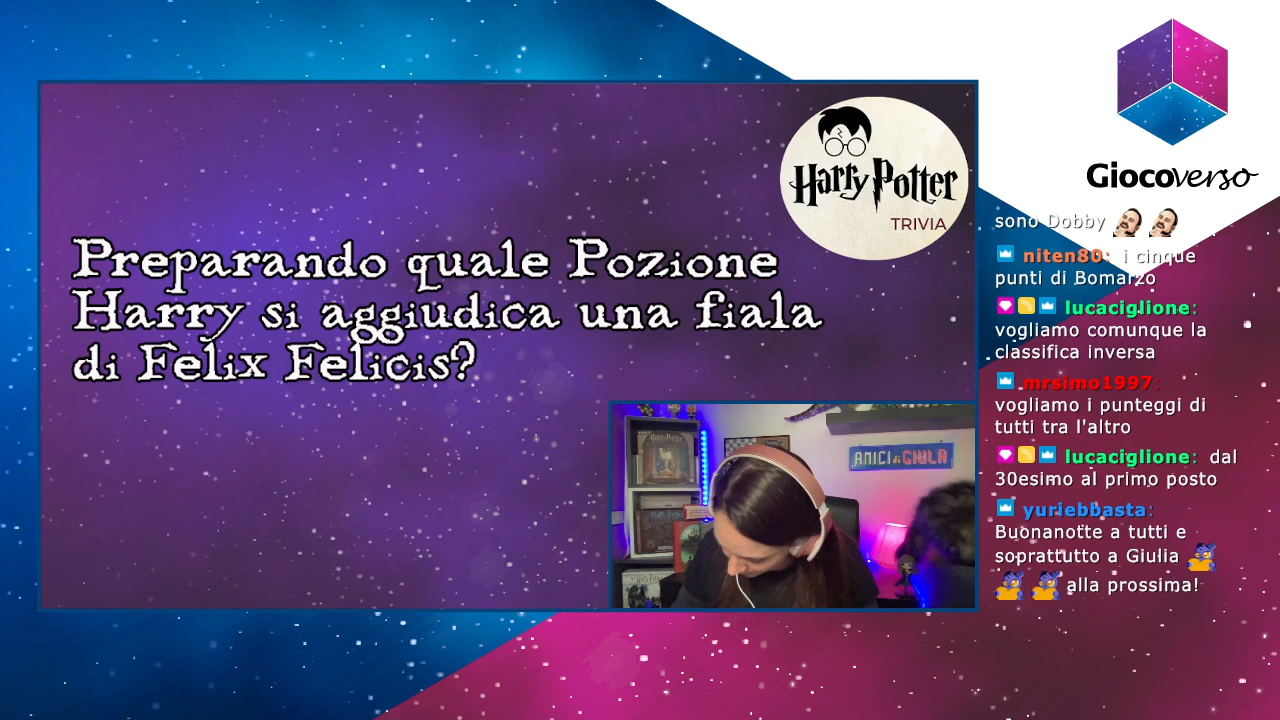 Preparando quale Pozione
Harry si aggiudica una fiala
di Felix Felicis?
Harry Potter
TRIVIA
AMICI di GIULIA
Giocoverso
sono Dobby
niten80: i cinque
punti di Bomarzo
lucaciglione:
vogliamo comunque la
classifica inversa
mrsimo1997:
vogliamo i punteggi di
tutti tra l'altro
lucaciglione: dal
30esimo al primo posto
yuriebbasta:
Buonanotte a tutti e
soprattutto a Giulia
alla prossima!